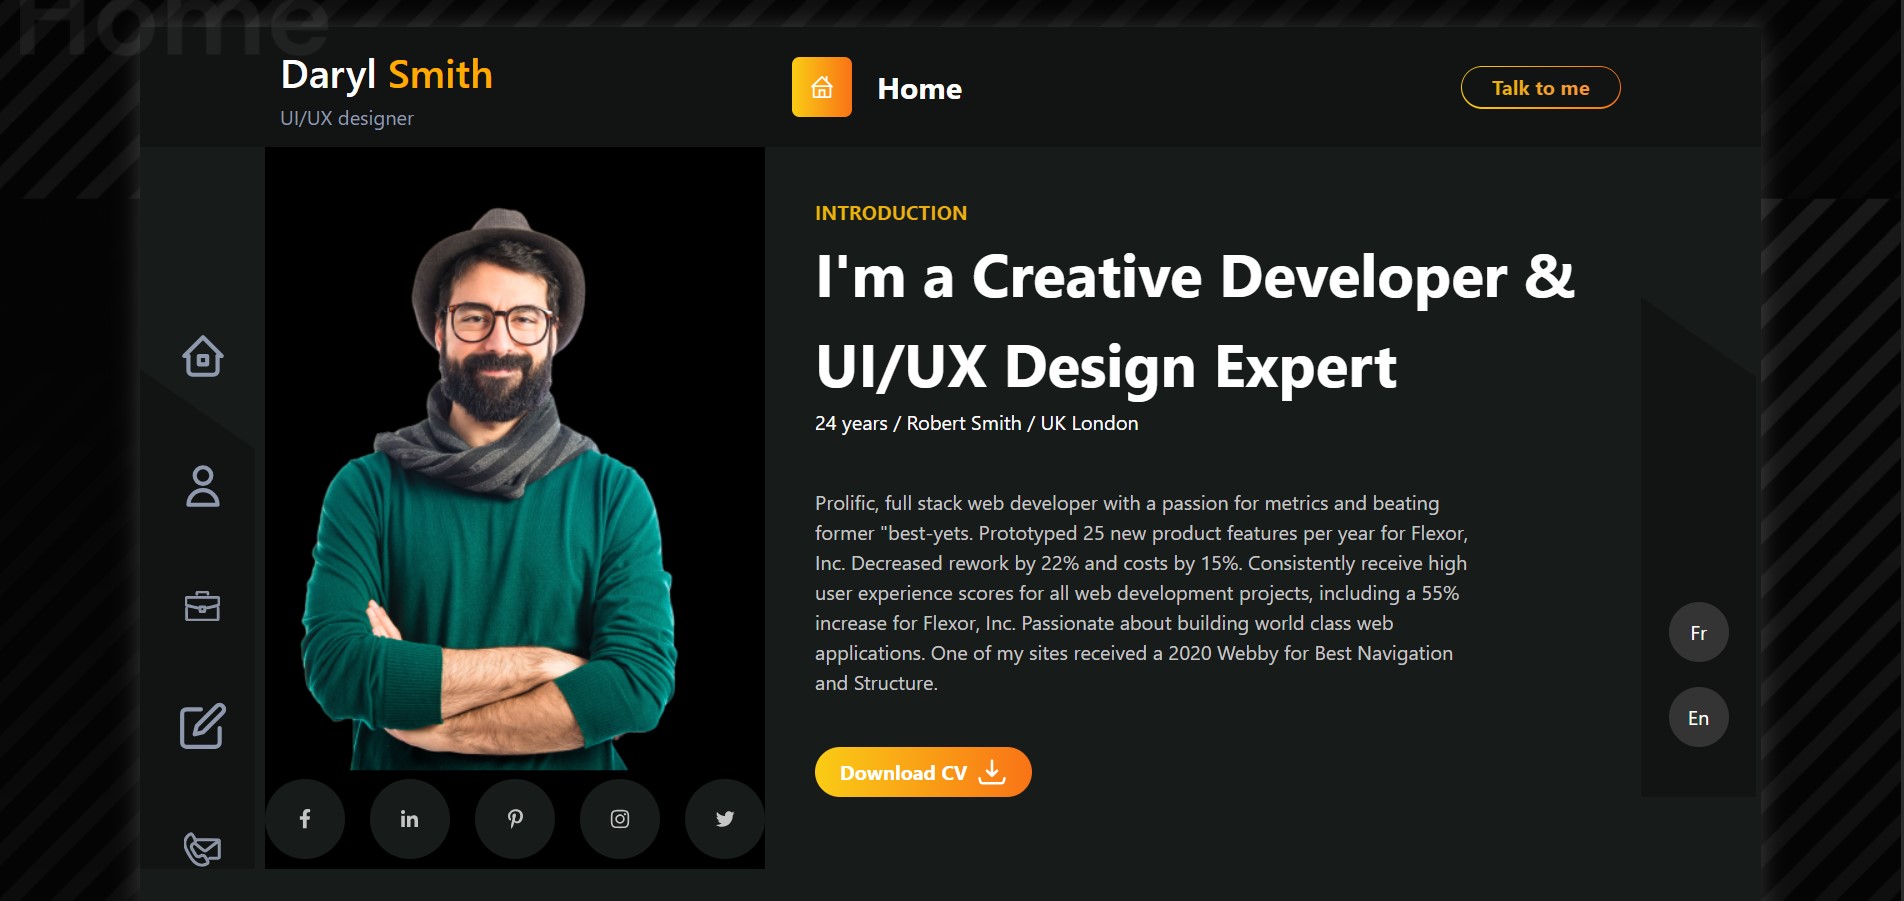 Home
Daryl Smith
UI/UX designer
Home
Talk to me
INTRODUCTION
I'm a Creative Developer &
UI/UX Design Expert
24 years / Robert Smith / UK London
Prolific, full stack web developer with a passion for metrics and beating
former "best-yets. Prototyped 25 new product features per year for Flexor,
Inc. Decreased rework by 22% and costs by 15%. Consistently receive high
user experience scores for all web development projects, including a 55%
increase for Flexor, Inc. Passionate about building world class web
applications. One of my sites received a 2020 Webby for Best Navigation
and Structure.
Download CV
Fr
En